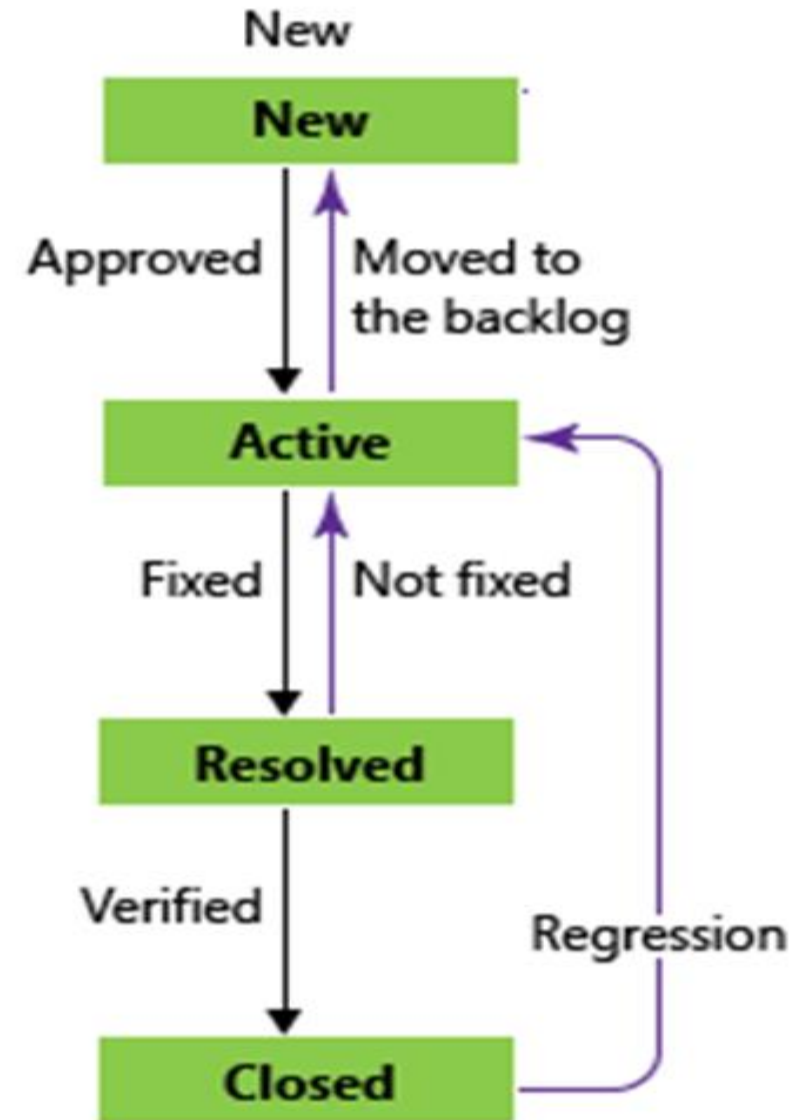 New
New
Approved
Moved to
the backlog
Active
Fixed
Not fixed
Resolved
Verified
Regression
Closed